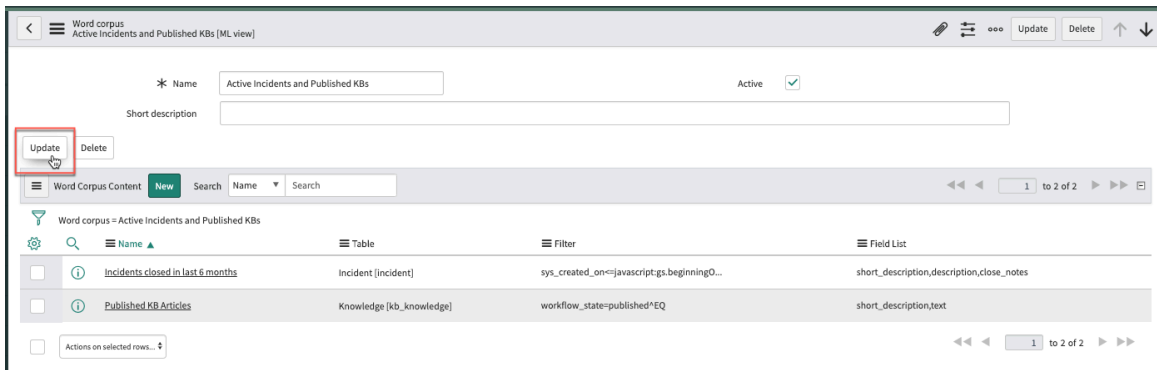 Word corpus
Active Incidents and Published KBs [ML view]
Update Delete
Name Active Incidents and Published KBs Active
Short description
Update Delete
Word Corpus Content New Search Name Search 1 to 2 of 2
Word corpus = Active Incidents and Published KBs
Name Table Filter Field List
Incidents closed in last 6 months Incident [incident] sys_created_on<=javascript:gs.beginningO... short_description,description,close_notes
Published KB Articles Knowledge [kb_knowledge] workflow_state=published^EQ short_description,text
Actions on selected rows... 1 to 2 of 2